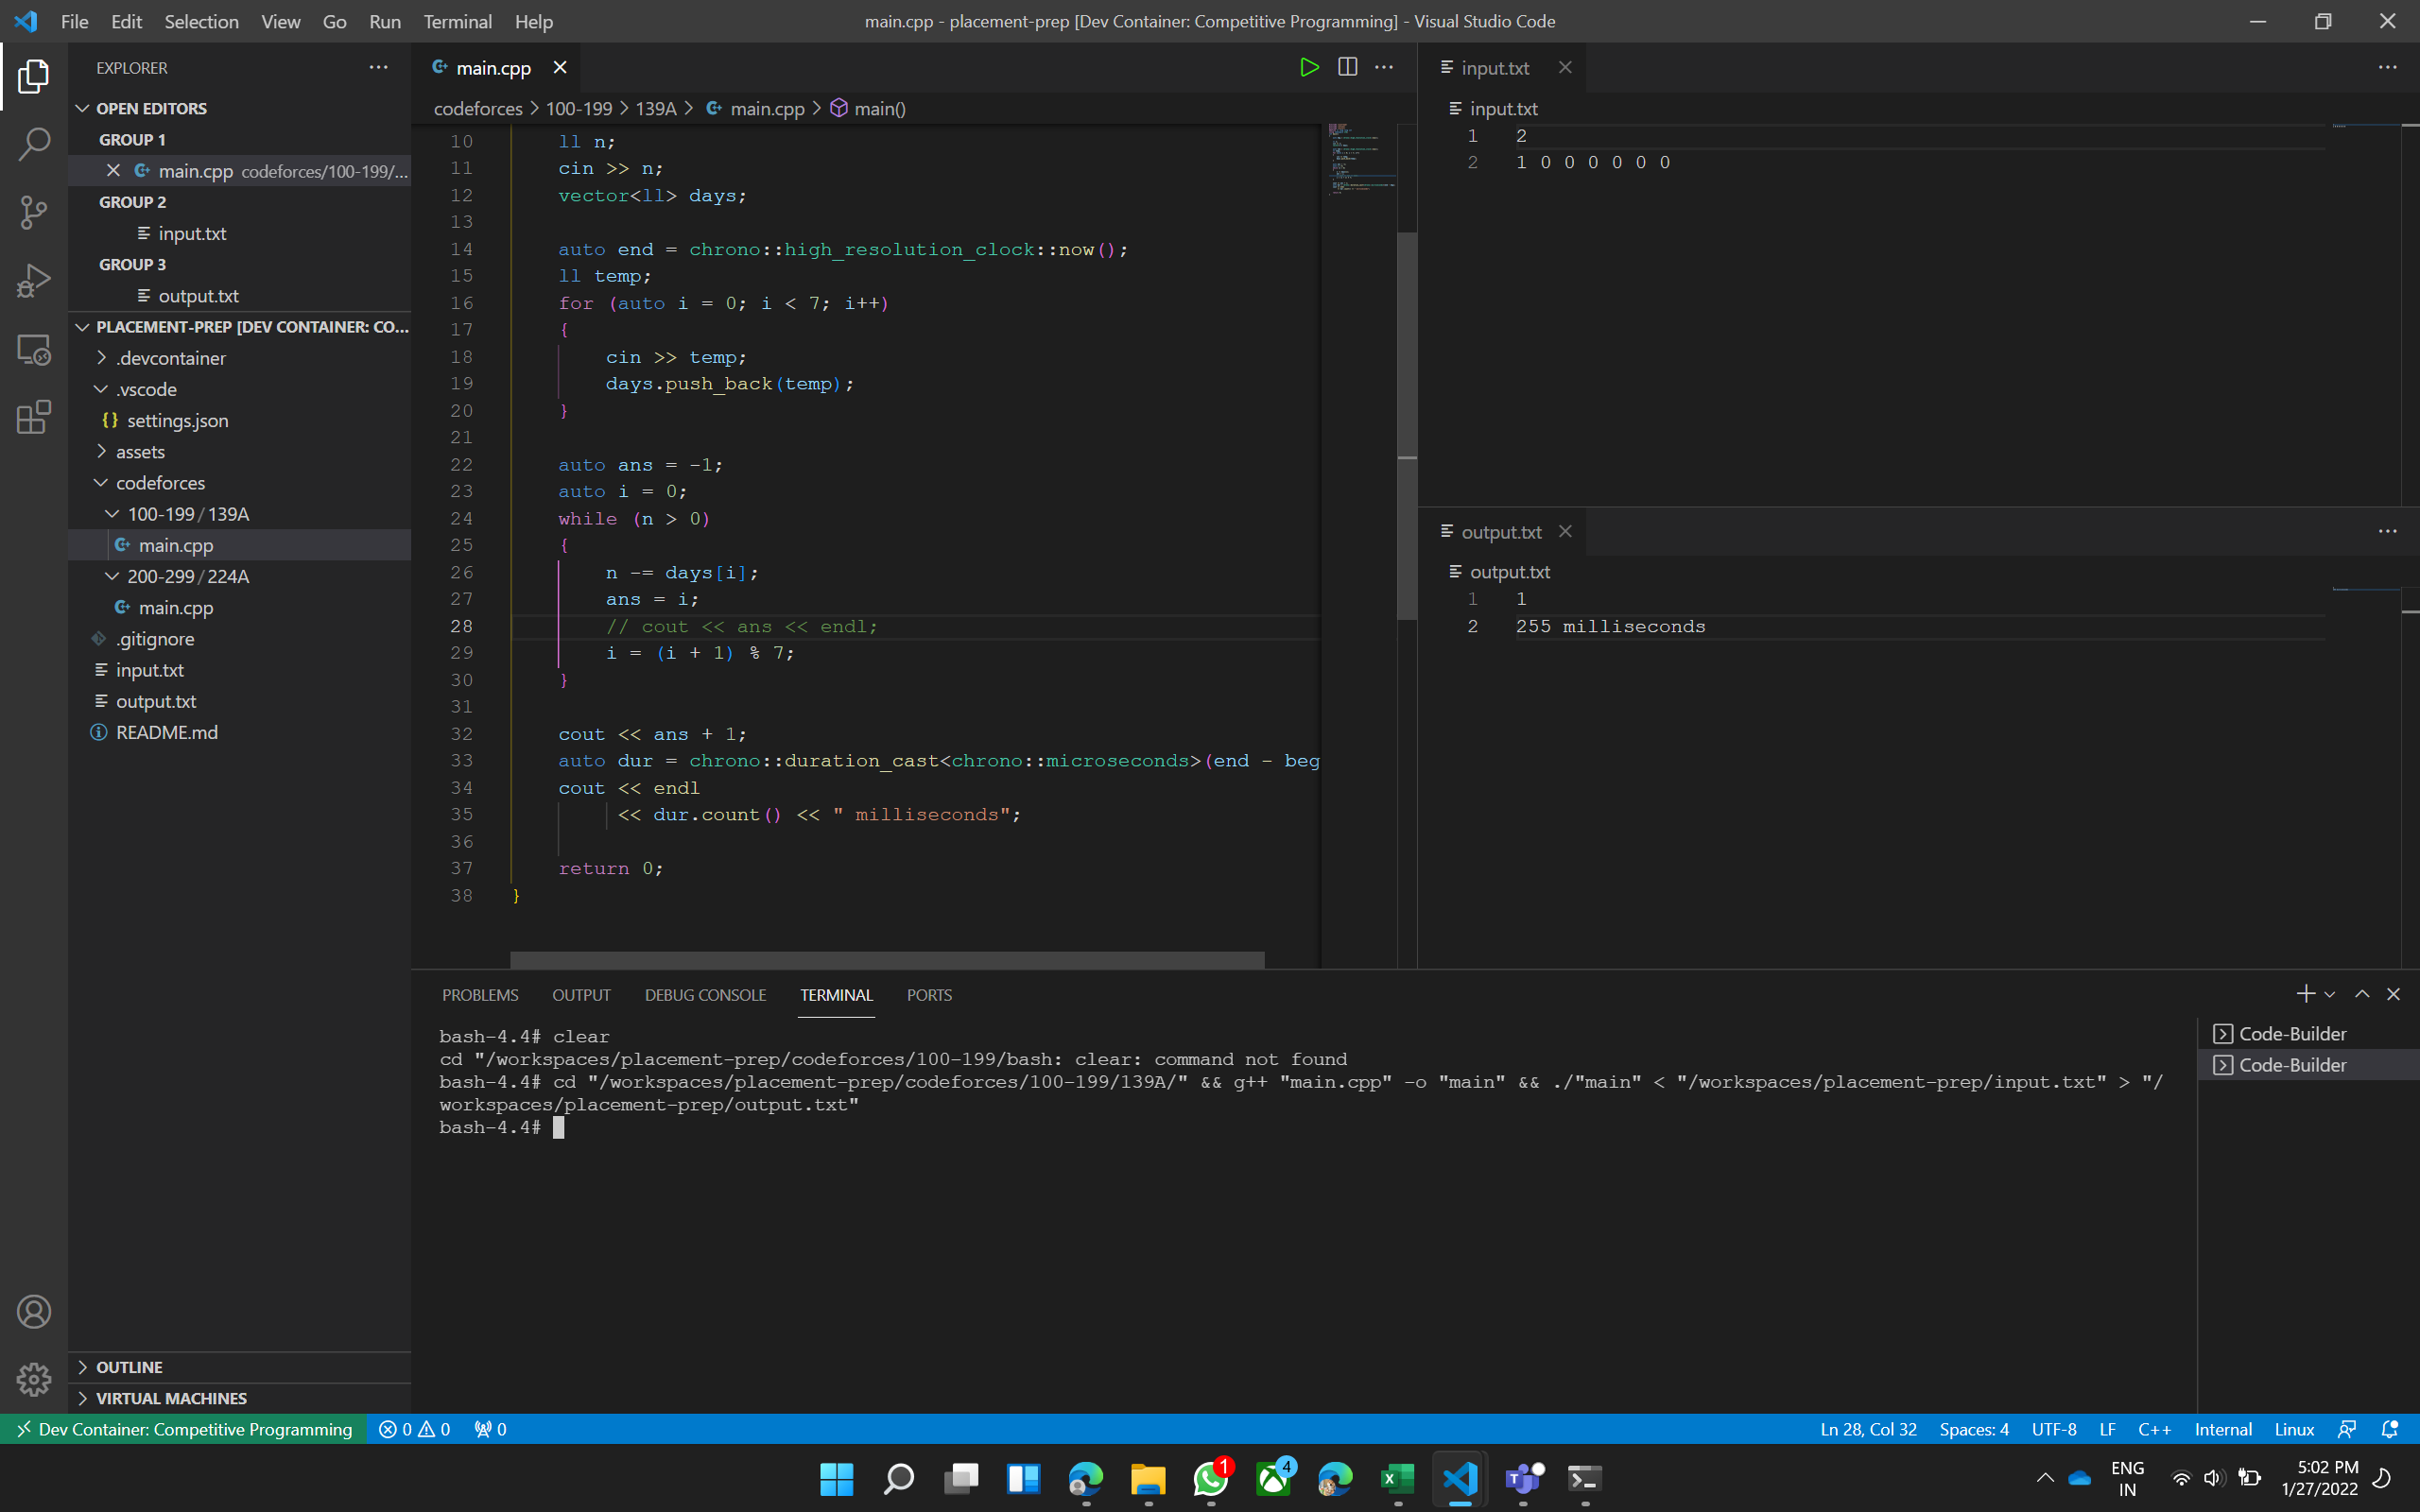 File Edit Selection View Go Run Terminal Help
main.cpp - placement-prep [Dev Container: Competitive Programming] - Visual Studio Code
EXPLORER
OPEN EDITORS
GROUP 1
main.cpp codeforces/100-199/...
GROUP 2
input.txt
GROUP 3
output.txt
PLACEMENT-PREP [DEV CONTAINER: CO...
.devcontainer
.vscode
settings.json
assets
codeforces
100-199 / 139A
main.cpp
200-299 / 224A
main.cpp
.gitignore
input.txt
output.txt
README.md
OUTLINE
VIRTUAL MACHINES
main.cpp
codeforces > 100-199 > 139A > main.cpp > main()
10 ll n;
11 cin >> n;
12 vector<ll> days;
13
14 auto end = chrono::high_resolution_clock::now();
15 ll temp;
16 for (auto i = 0; i < 7; i++)
17 {
18 cin >> temp;
19 days.push_back(temp);
20 }
21
22 auto ans = -1;
23 auto i = 0;
24 while (n > 0)
25 {
26 n -= days[i];
27 ans = i;
28 // cout << ans << endl;
29 i = (i + 1) % 7;
30 }
31
32 cout << ans + 1;
33 auto dur = chrono::duration_cast<chrono::microseconds>(end - beg
34 cout << endl
35 << dur.count() << " milliseconds";
36
37 return 0;
38 }
input.txt
input.txt
1 2
2 1 0 0 0 0 0 0
output.txt
output.txt
1 1
2 255 milliseconds
PROBLEMS OUTPUT DEBUG CONSOLE TERMINAL PORTS
bash-4.4# clear
cd "/workspaces/placement-prep/codeforces/100-199/bash: clear: command not found
bash-4.4# cd "/workspaces/placement-prep/codeforces/100-199/139A/" && g++ "main.cpp" -o "main" && ./"main" < "/workspaces/placement-prep/input.txt" > "/
workspaces/placement-prep/output.txt"
bash-4.4#
Code-Builder
Code-Builder
Dev Container: Competitive Programming 0 0 0
Ln 28, Col 32 Spaces: 4 UTF-8 LF C++ Internal Linux
1
4
ENG
IN
5:02 PM
1/27/2022